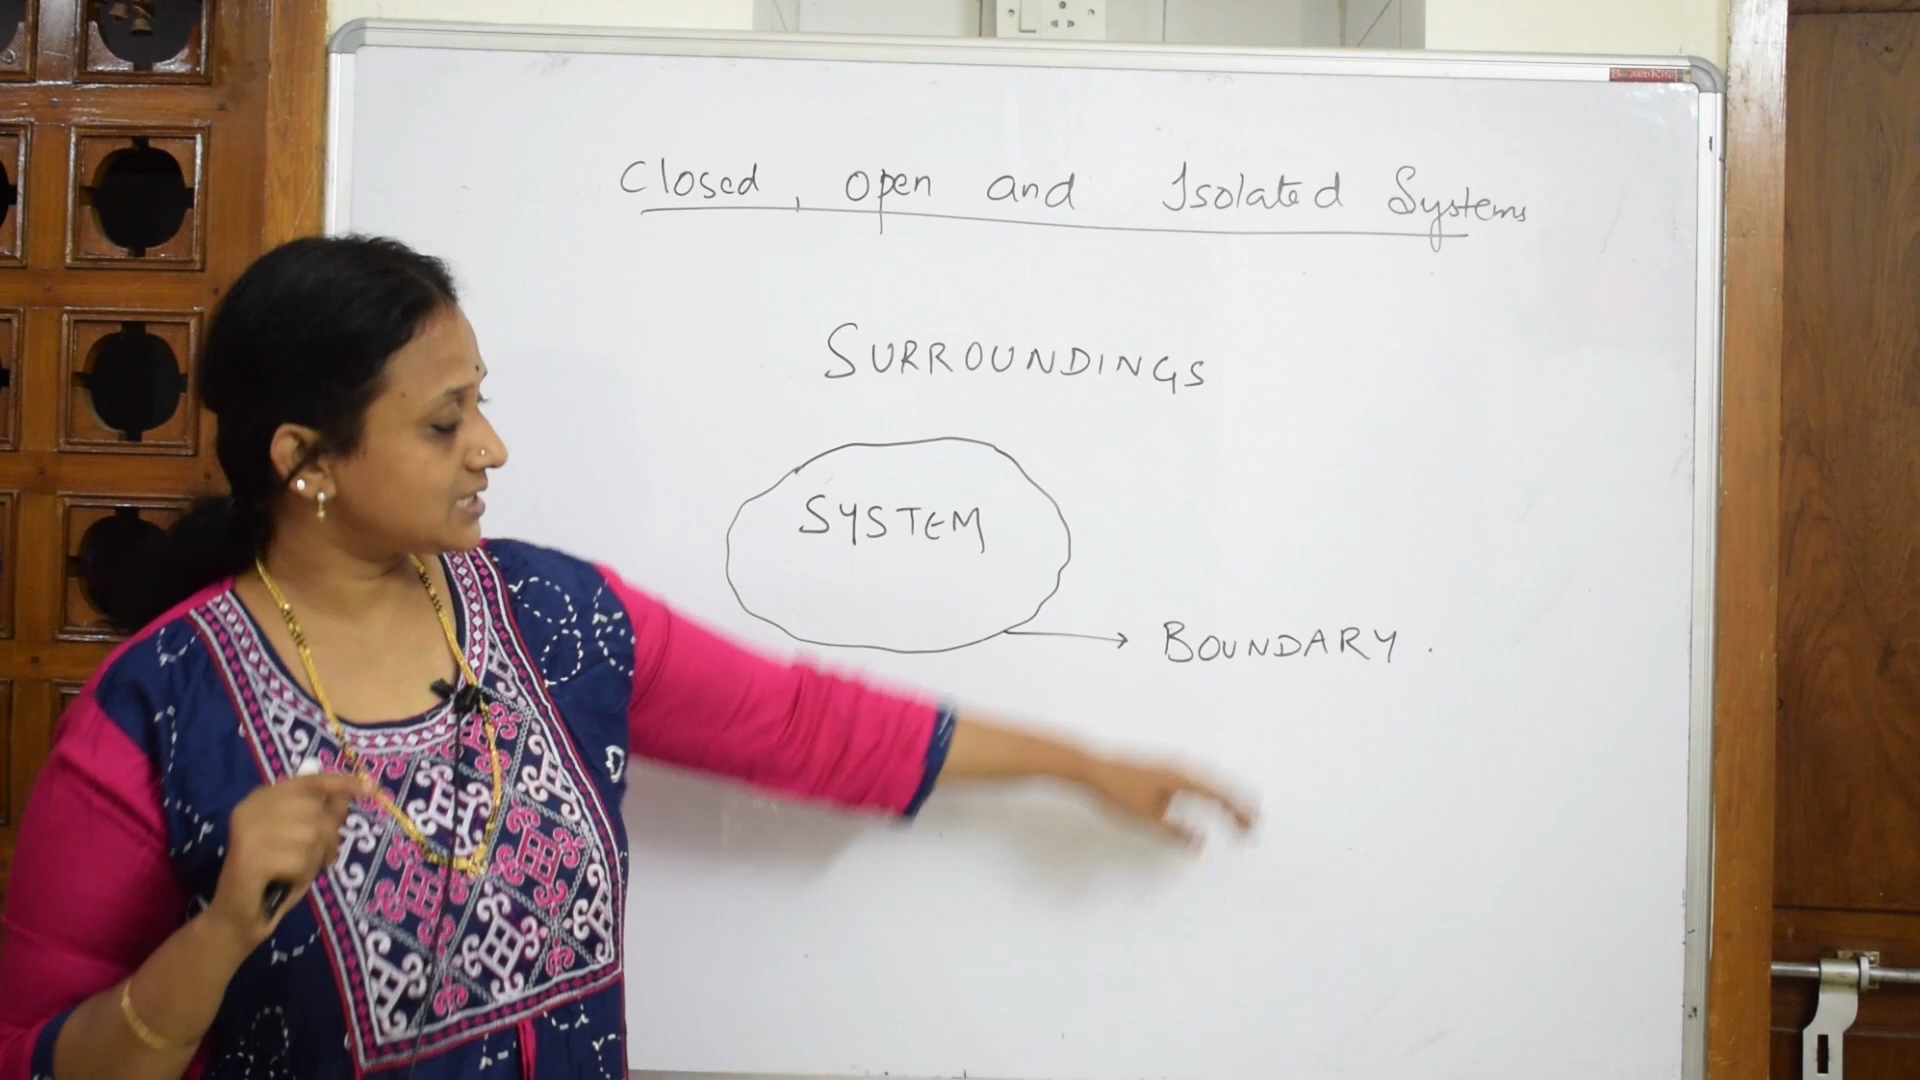 Closed, open and Isolated Systems
SURROUNDINGS
SYSTEM
BOUNDARY.